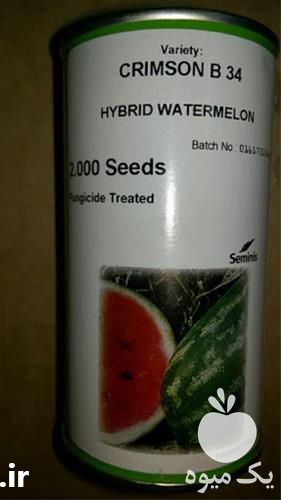 Variety:
CRIMSON B 34
HYBRID WATERMELON
Batch No.:
2.000 Seeds
Fungicide Treated
Seminis
یک میوه
.ir